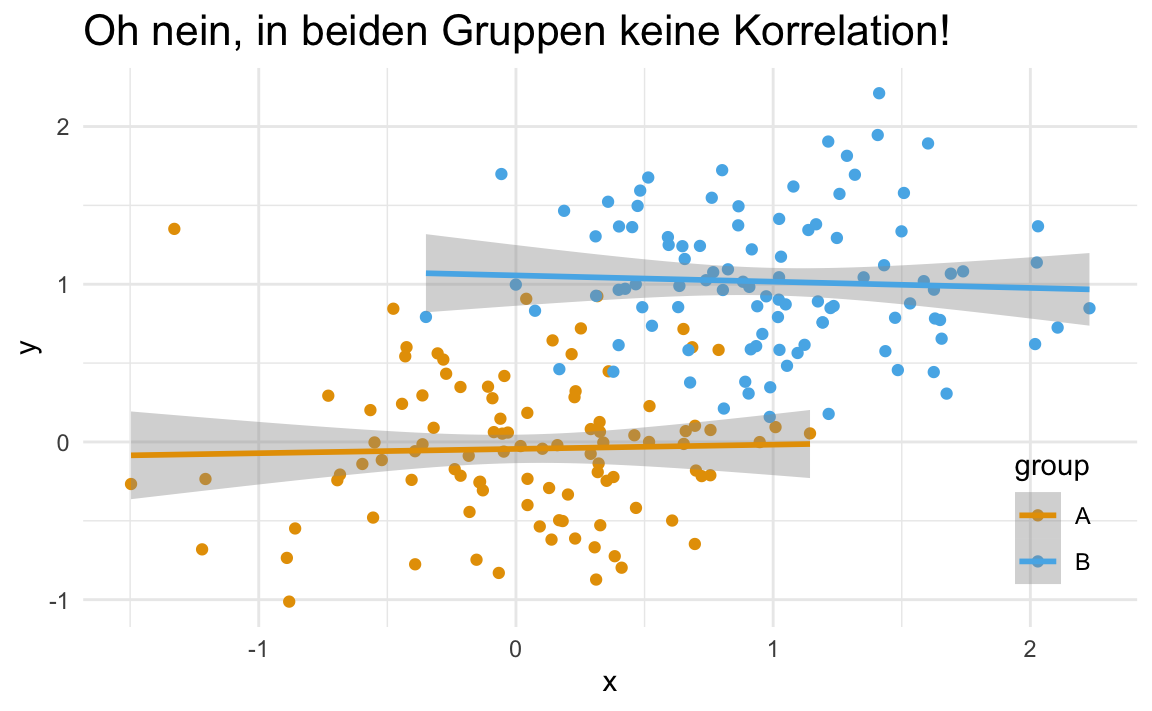 Oh nein, in beiden Gruppen keine Korrelation!
2
1
0
-1
y
-1 0 1 2
x
group
A
B